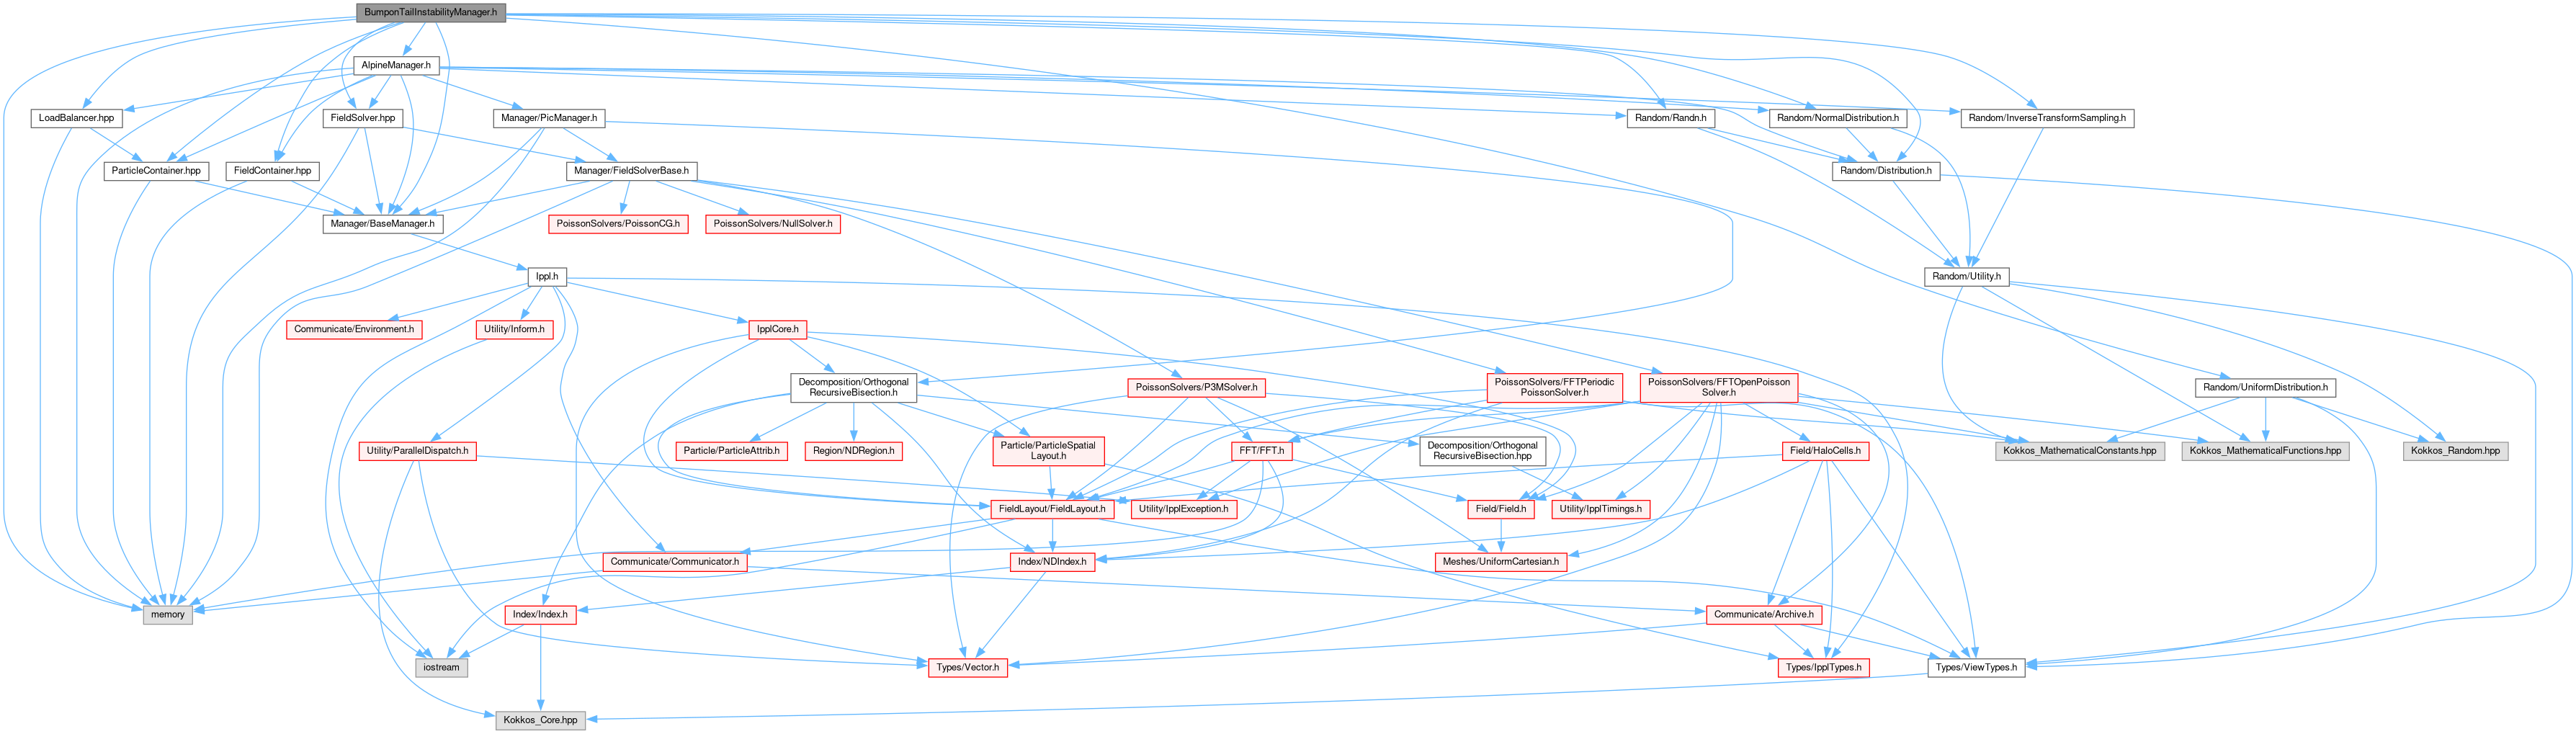 BumponTailInstabilityManager.h
AlpineManager.h
LoadBalancer.hpp
FieldSolver.hpp
Manager/PicManager.h
Random/Randn.h
Random/NormalDistribution.h
Random/InverseTransformSampling.h
ParticleContainer.hpp
FieldContainer.hpp
Manager/FieldSolverBase.h
Random/Distribution.h
Manager/BaseManager.h
PoissonSolvers/PoissonCG.h
PoissonSolvers/NullSolver.h
Ippl.h
Random/Utility.h
Communicate/Environment.h
Utility/Inform.h
IpplCore.h
Decomposition/Orthogonal
RecursiveBisection.h
PoissonSolvers/P3MSolver.h
PoissonSolvers/FFTPeriodic
PoissonSolver.h
PoissonSolvers/FFTOpenPoisson
Solver.h
Random/UniformDistribution.h
Utility/ParallelDispatch.h
Particle/ParticleAttrib.h
Region/NDRegion.h
Particle/ParticleSpatial
Layout.h
FFT/FFT.h
Decomposition/Orthogonal
RecursiveBisection.hpp
Field/HaloCells.h
Kokkos_MathematicalConstants.hpp
Kokkos_MathematicalFunctions.hpp
Kokkos_Random.hpp
FieldLayout/FieldLayout.h
Utility/IpplException.h
Field/Field.h
Utility/IpplTimings.h
Communicate/Communicator.h
Index/NDIndex.h
Meshes/UniformCartesian.h
memory
Index/Index.h
Communicate/Archive.h
iostream
Types/Vector.h
Types/IpplTypes.h
Types/ViewTypes.h
Kokkos_Core.hpp